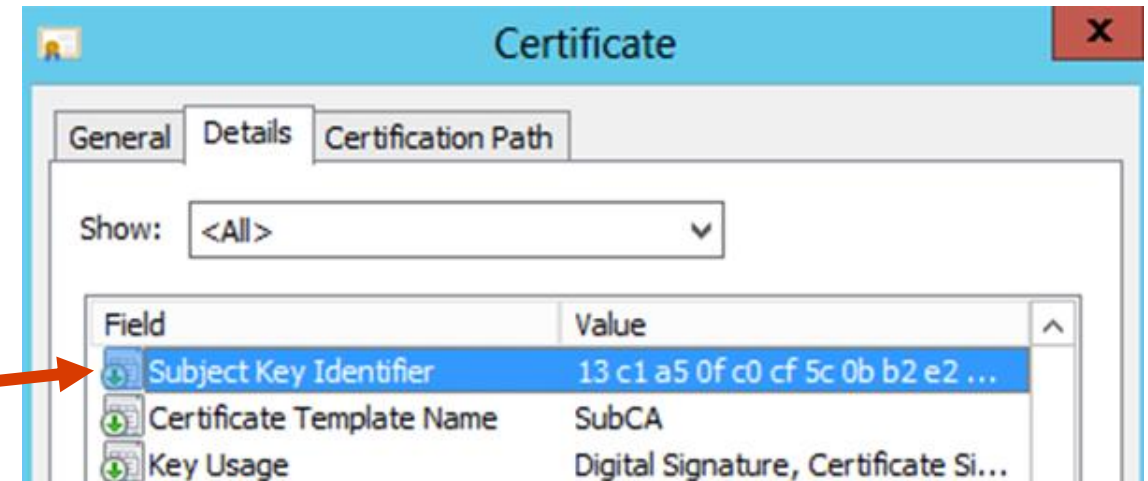 Certificate
x
General Details Certification Path
Show: <All>
Field Value
Subject Key Identifier 13 c1 a5 0f c0 cf 5c 0b b2 e2 ...
Certificate Template Name SubCA
Key Usage Digital Signature, Certificate Si...